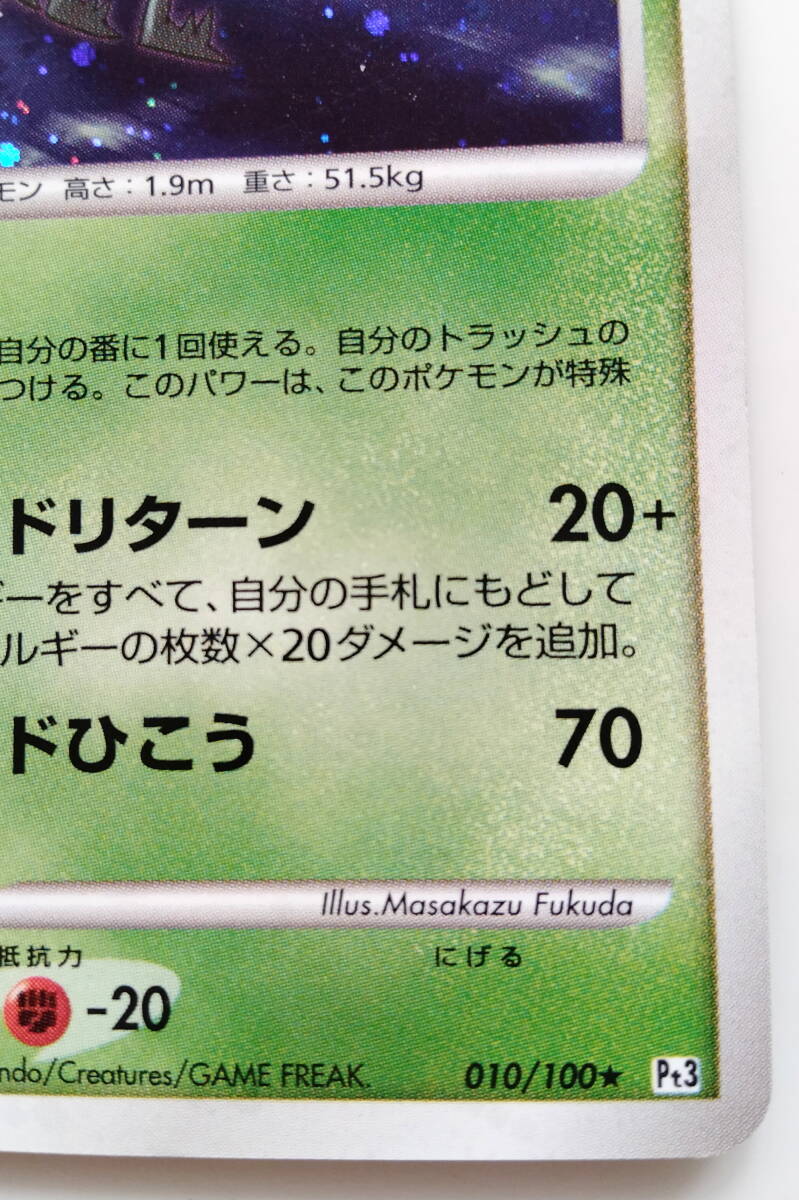 モン 高さ:1.9m 重さ:51.5kg
自分の番に1回使える。自分のトラッシュの
つける。このパワーは、このポケモンが特殊
ドリターン 20+
ギーをすべて、自分の手札にもどして
ルギーの枚数×20ダメージを追加。
ドひこう 70
Illus.Masakazu Fukuda
抵抗力 にげる
-20
ndo/Creatures/GAME FREAK. 010/100★ Pt3